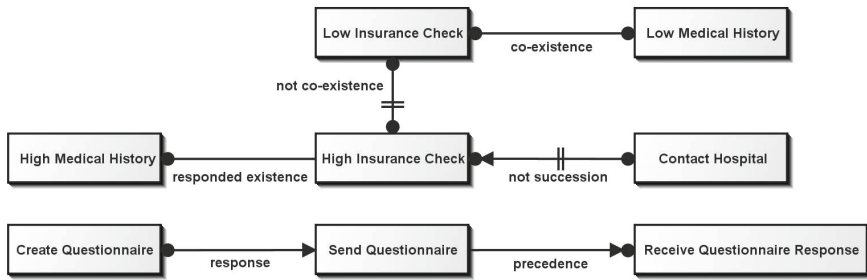 Low Insurance Check
Low Medical History
co-existence
not co-existence
High Medical History
High Insurance Check
Contact Hospital
responded existence
not succession
Create Questionnaire
Send Questionnaire
Receive Questionnaire Response
response
precedence